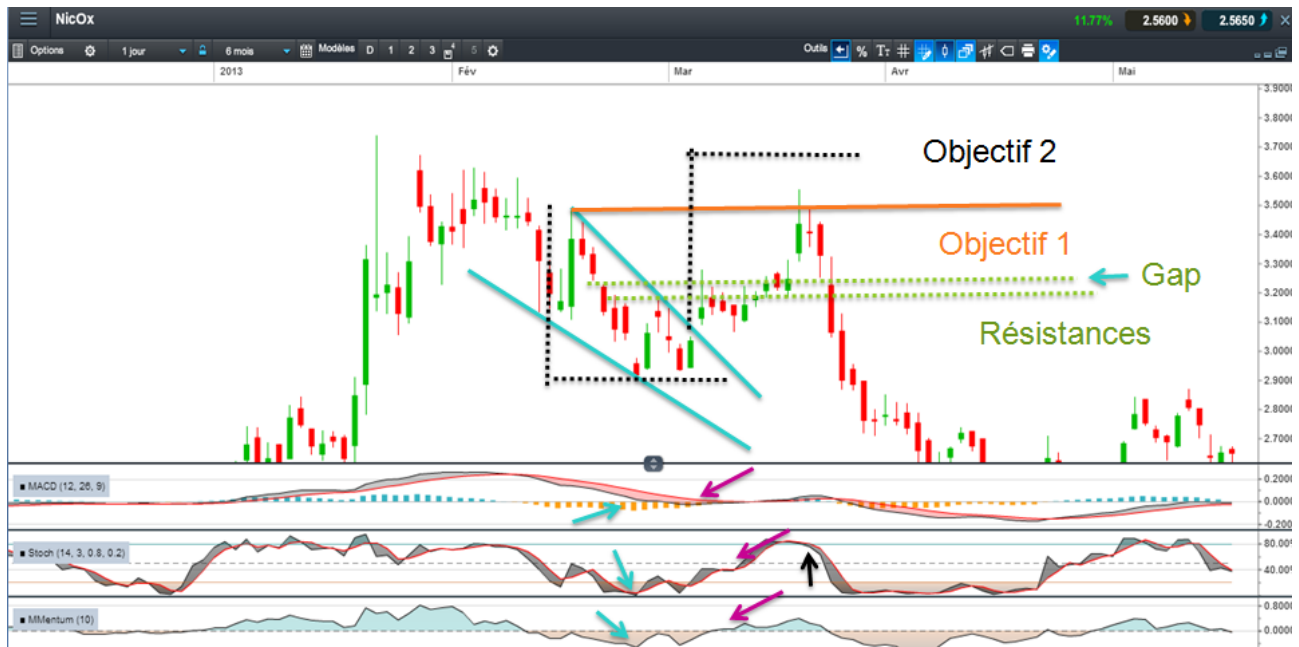 NicOx 11.77% 2.5600 2.5650 X
Options 1 jour 6 mois Modèles D 1 2 3 4 5 Outils % TT
2013 Fév Mar Avr Mai
3.9000
3.8000
3.7000
Objectif 2
3.6000
3.5000
Objectif 1
3.4000
3.3000
Gap
3.2000
Résistances
3.1000
3.0000
2.9000
2.8000
2.7000
MACD (12, 26, 9)
0.2000
0.0000
-0.200
Stoch (14, 3, 0.8, 0.2)
80.00%
40.00%
MMentum (10)
0.8000
0.0000